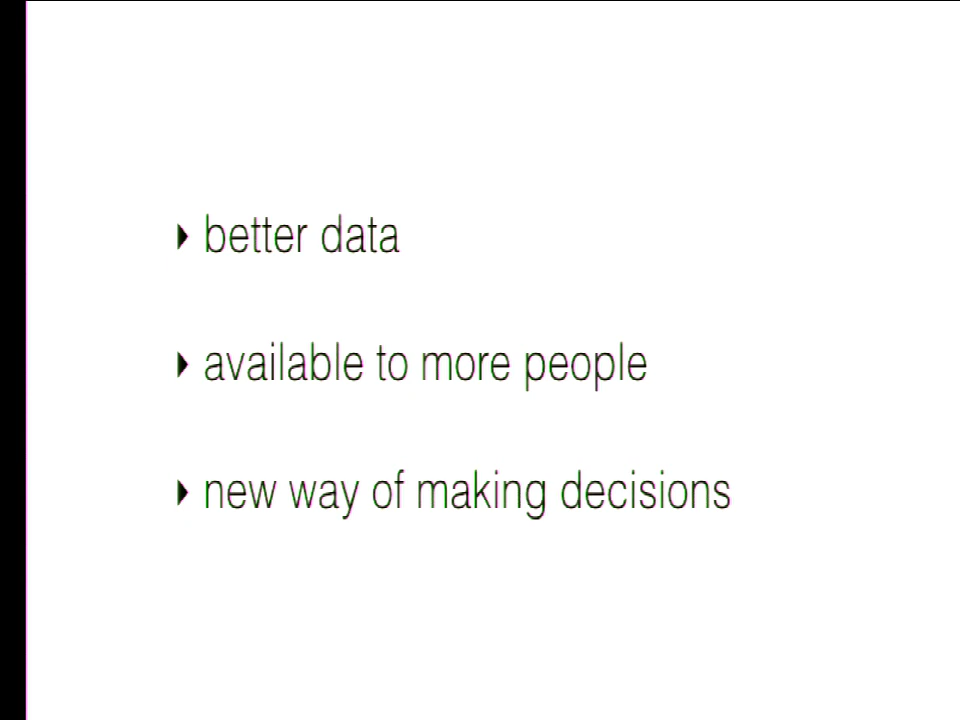 ‣ better data
‣ available to more people
‣ new way of making decisions